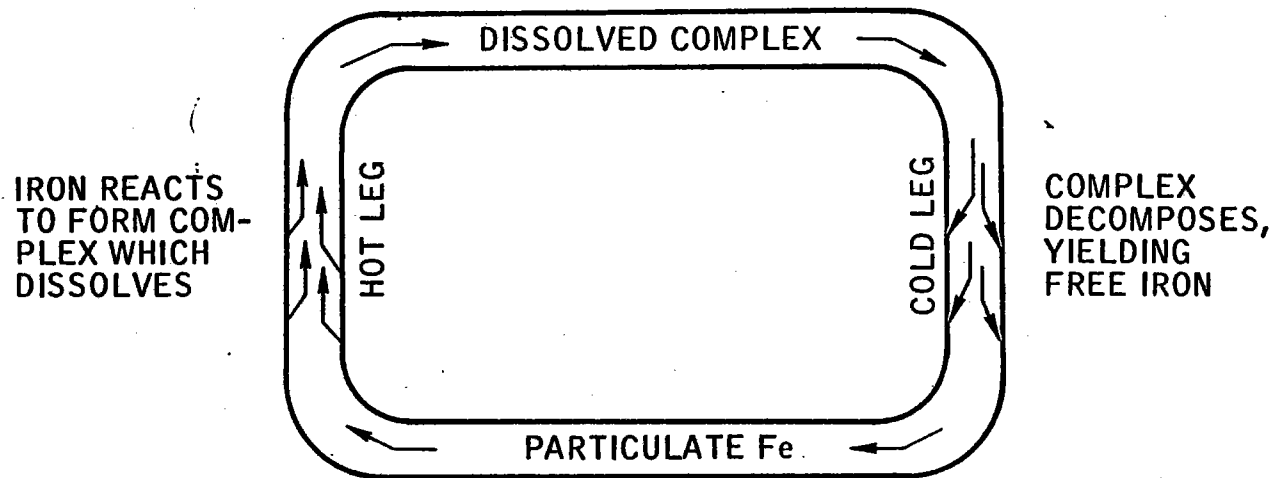 DISSOLVED COMPLEX
IRON REACTS
TO FORM COM-
PLEX WHICH
DISSOLVES
HOT LEG
COLD LEG
COMPLEX
DECOMPOSES,
YIELDING
FREE IRON
PARTICULATE Fe